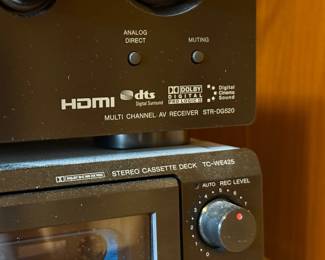 ANALOG
DIRECT
MUTING
HDMI
dts
Digital Surround
DOLBY
DIGITAL
PRO LOGIC II
Digital
Cinema
Sound
MULTI CHANNEL AV RECEIVER STR-DG520
STEREO CASSETTE DECK TC-WE425
AUTO REC LEVEL